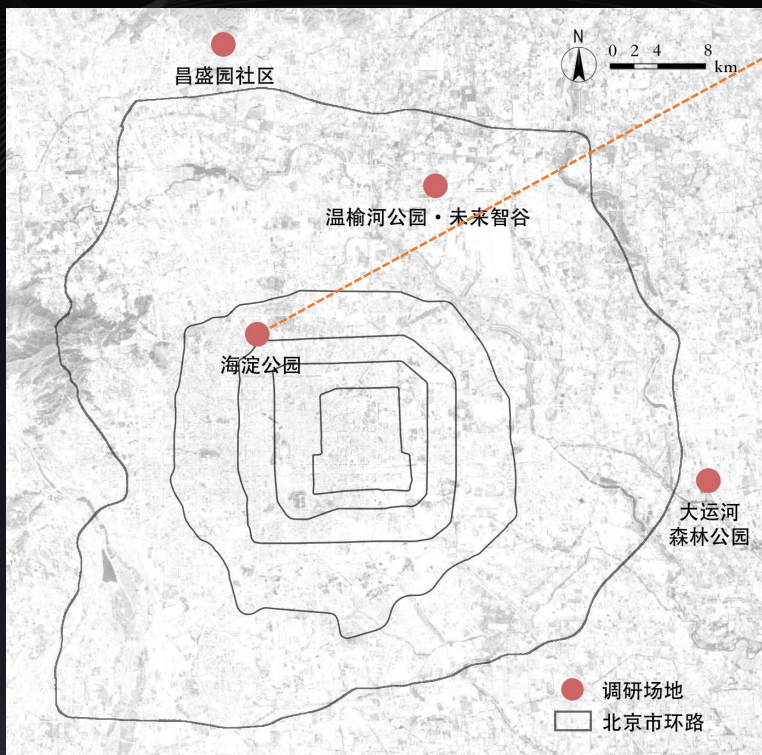 昌盛园社区
N
0 2 4 8
km
温榆河公园·未来智谷
海淀公园
大运河
森林公园
调研场地
北京市环路